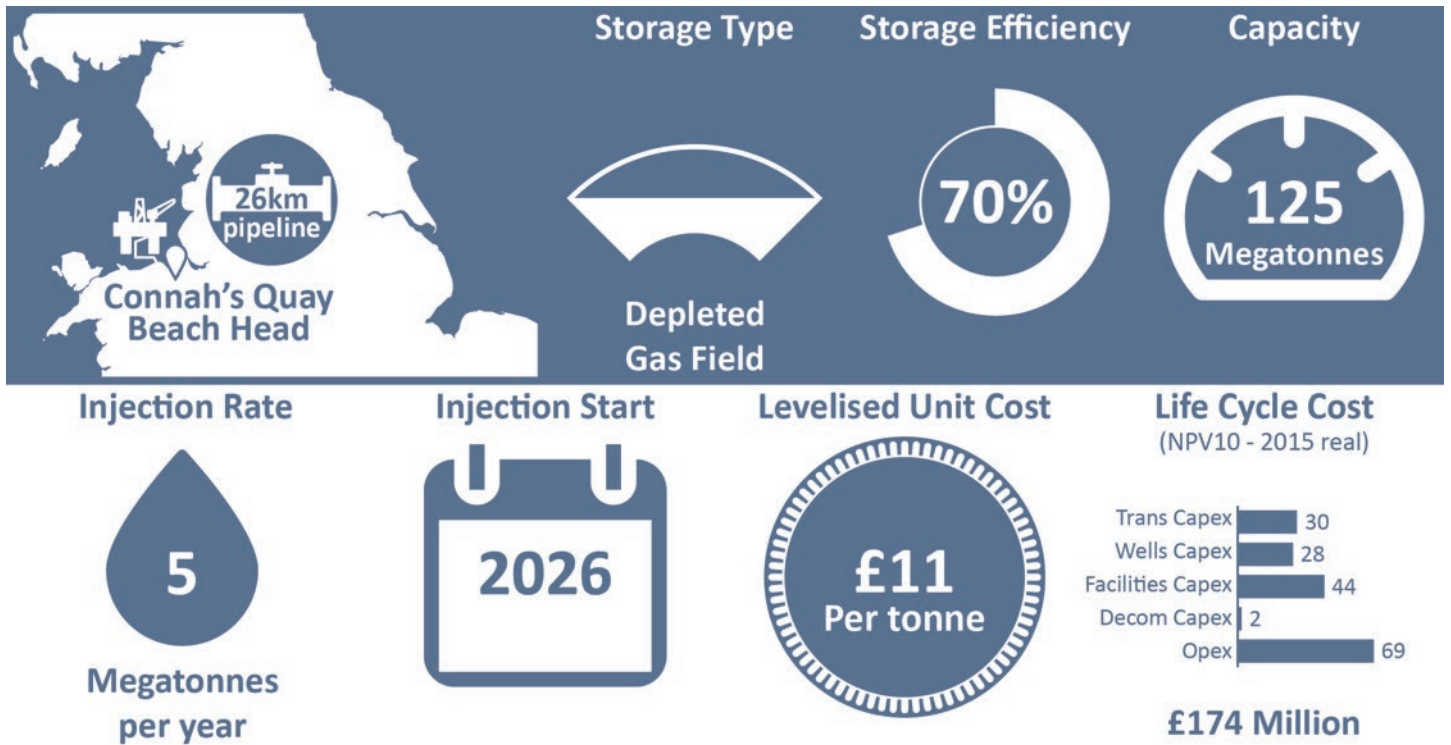 26km
pipeline
Connah's Quay
Beach Head
Storage Type
Depleted
Gas Field
Storage Efficiency
70%
Capacity
125
Megatonnes
Injection Rate
5
Megatonnes
per year
Injection Start
2026
Levelised Unit Cost
£11
Per tonne
Life Cycle Cost
(NPV10 - 2015 real)
Trans Capex 30
Wells Capex 28
Facilities Capex 44
Decom Capex 2
Opex 69
£174 Million